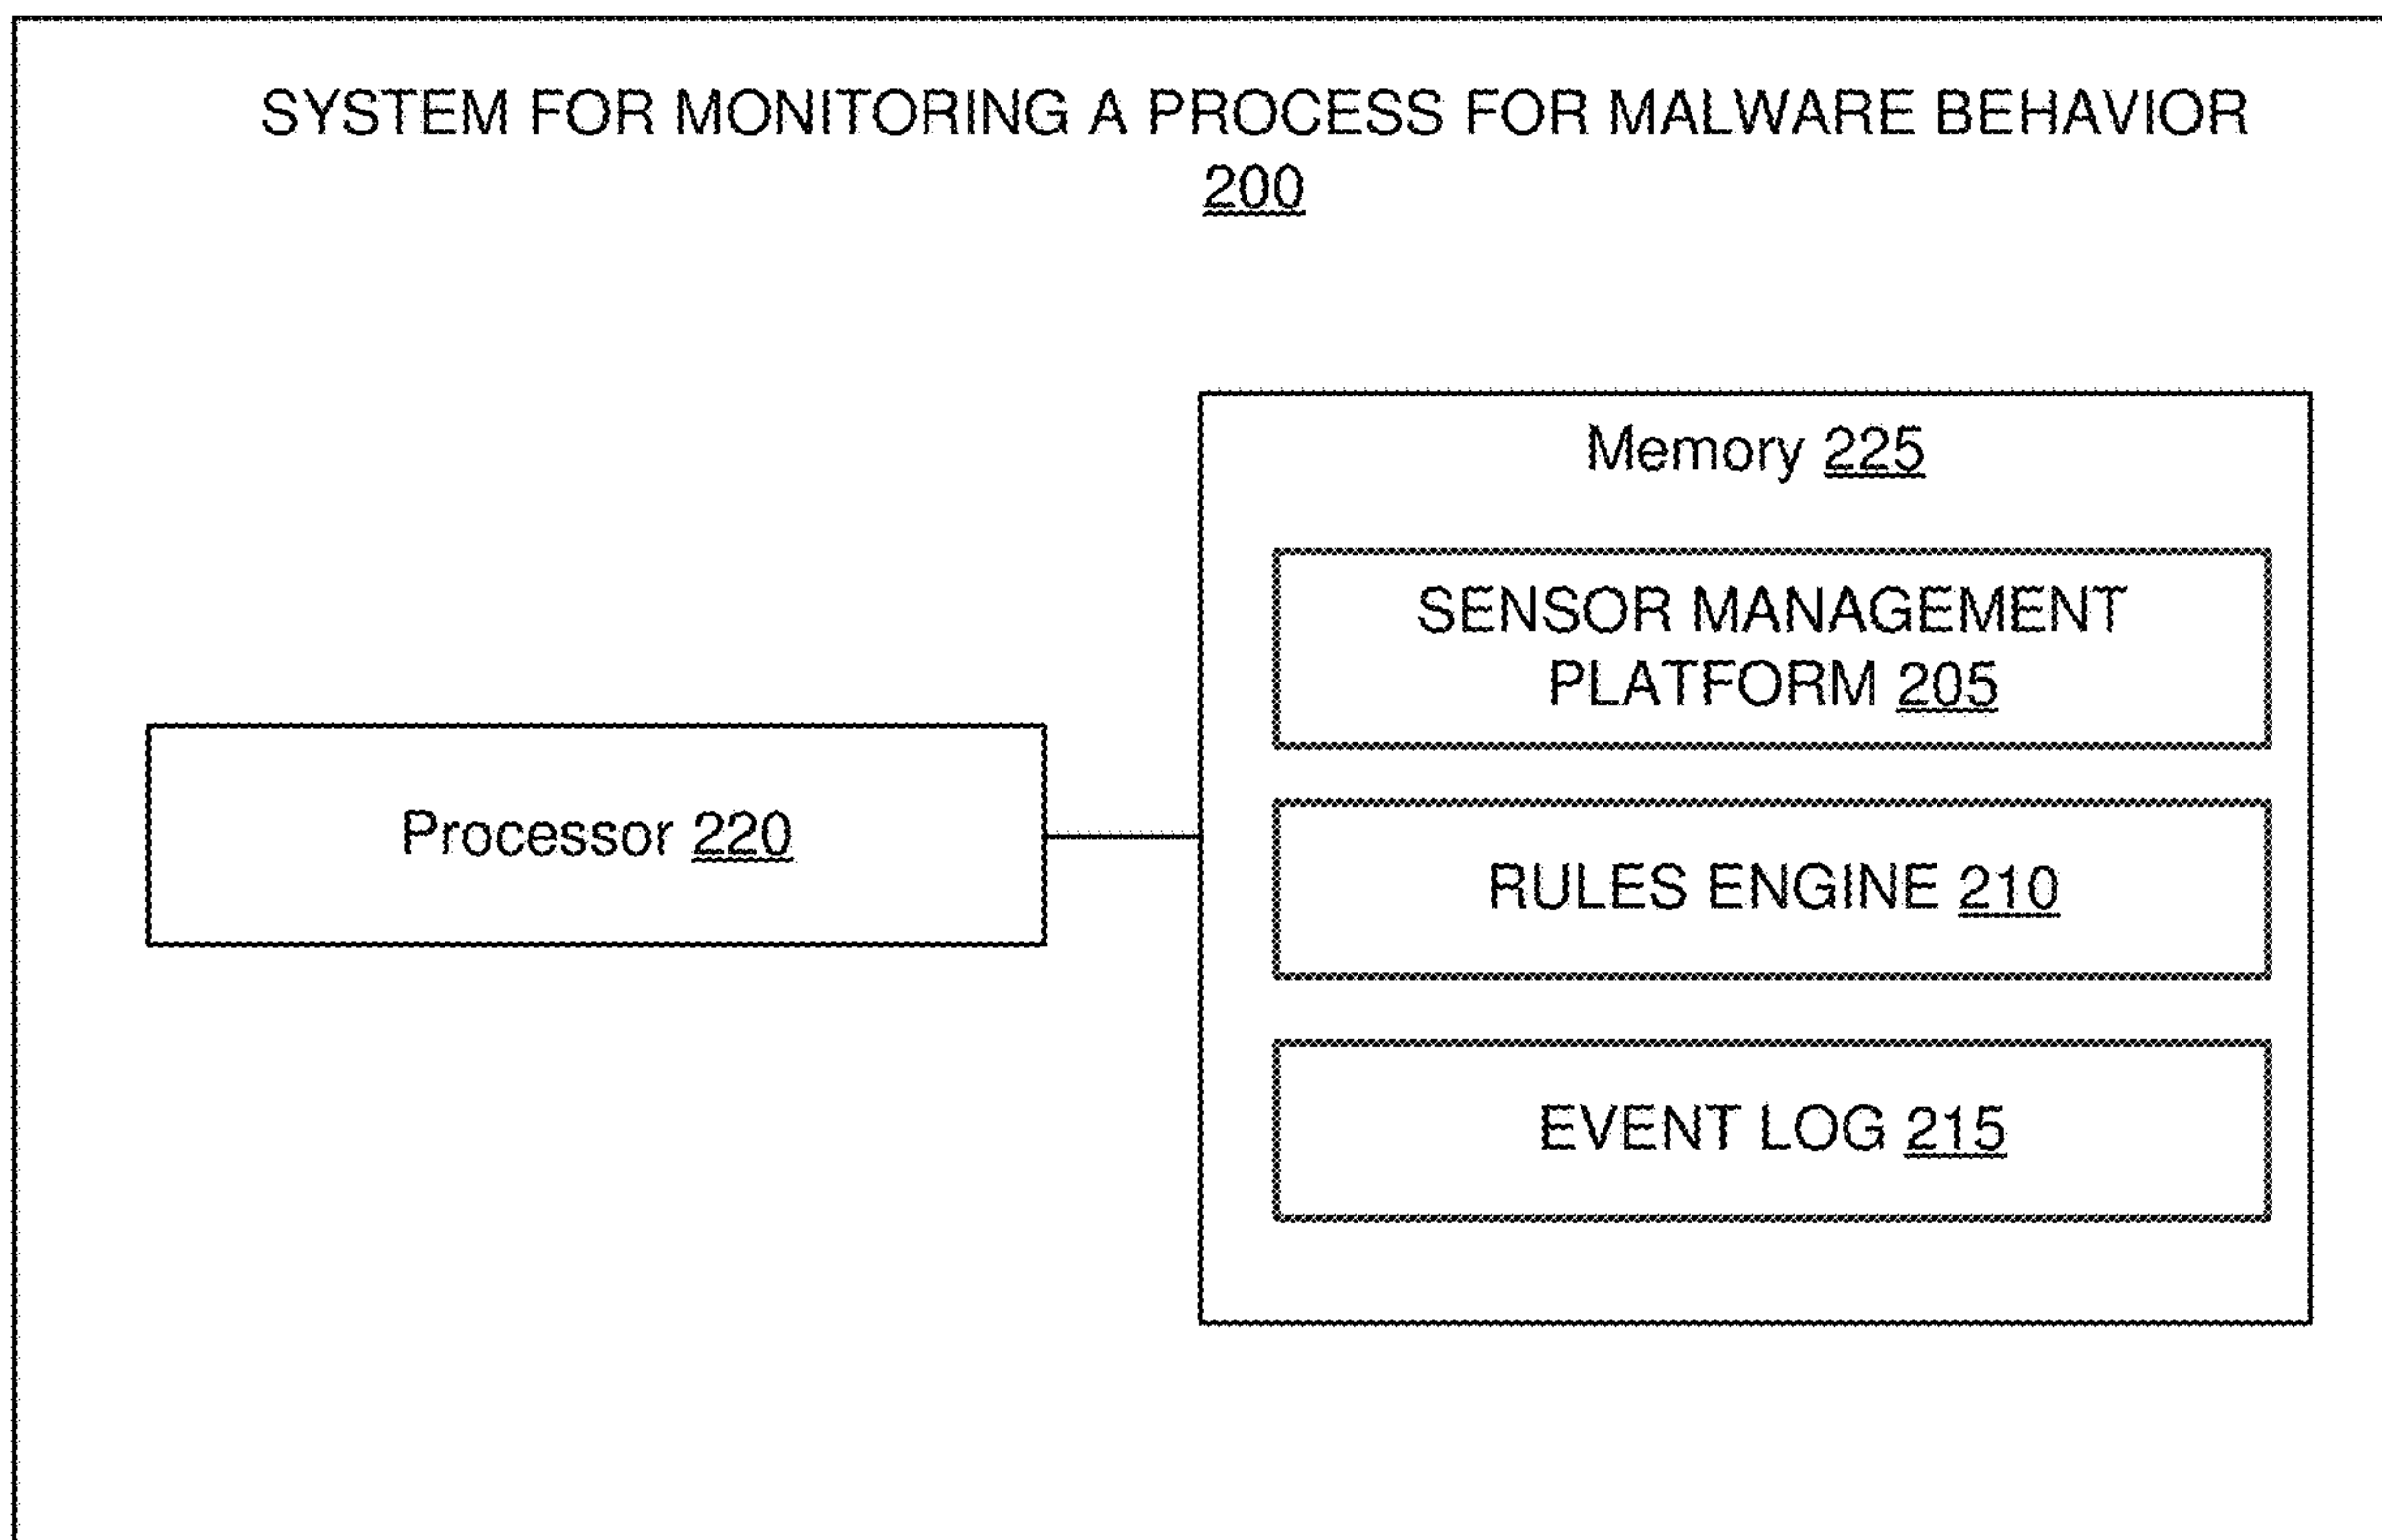 SYSTEM FOR MONITORING A PROCESS FOR MALWARE BEHAVIOR
200
Memory 225
SENSOR MANAGEMENT
PLATFORM 205
Processor 220
RULES ENGINE 210
EVENT LOG 215